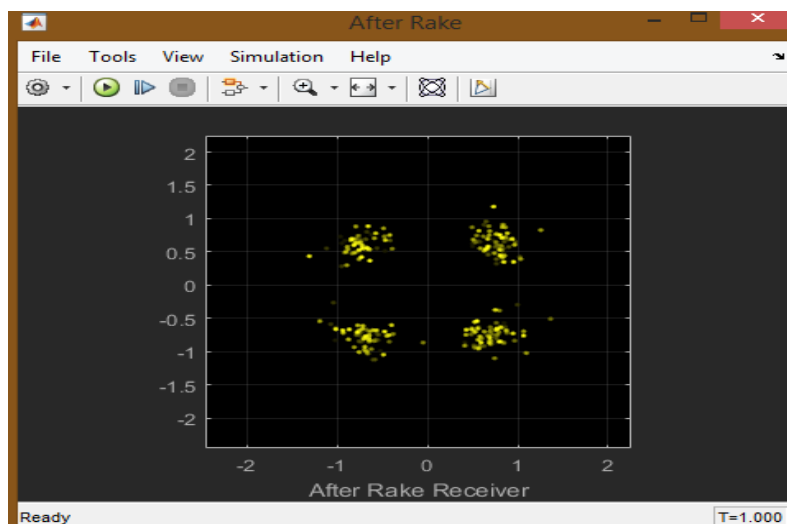 After Rake
File Tools View Simulation Help
2
1.5
1
0.5
0
-0.5
-1
-1.5
-2
-2 -1 0 1 2
After Rake Receiver
Ready T=1.000